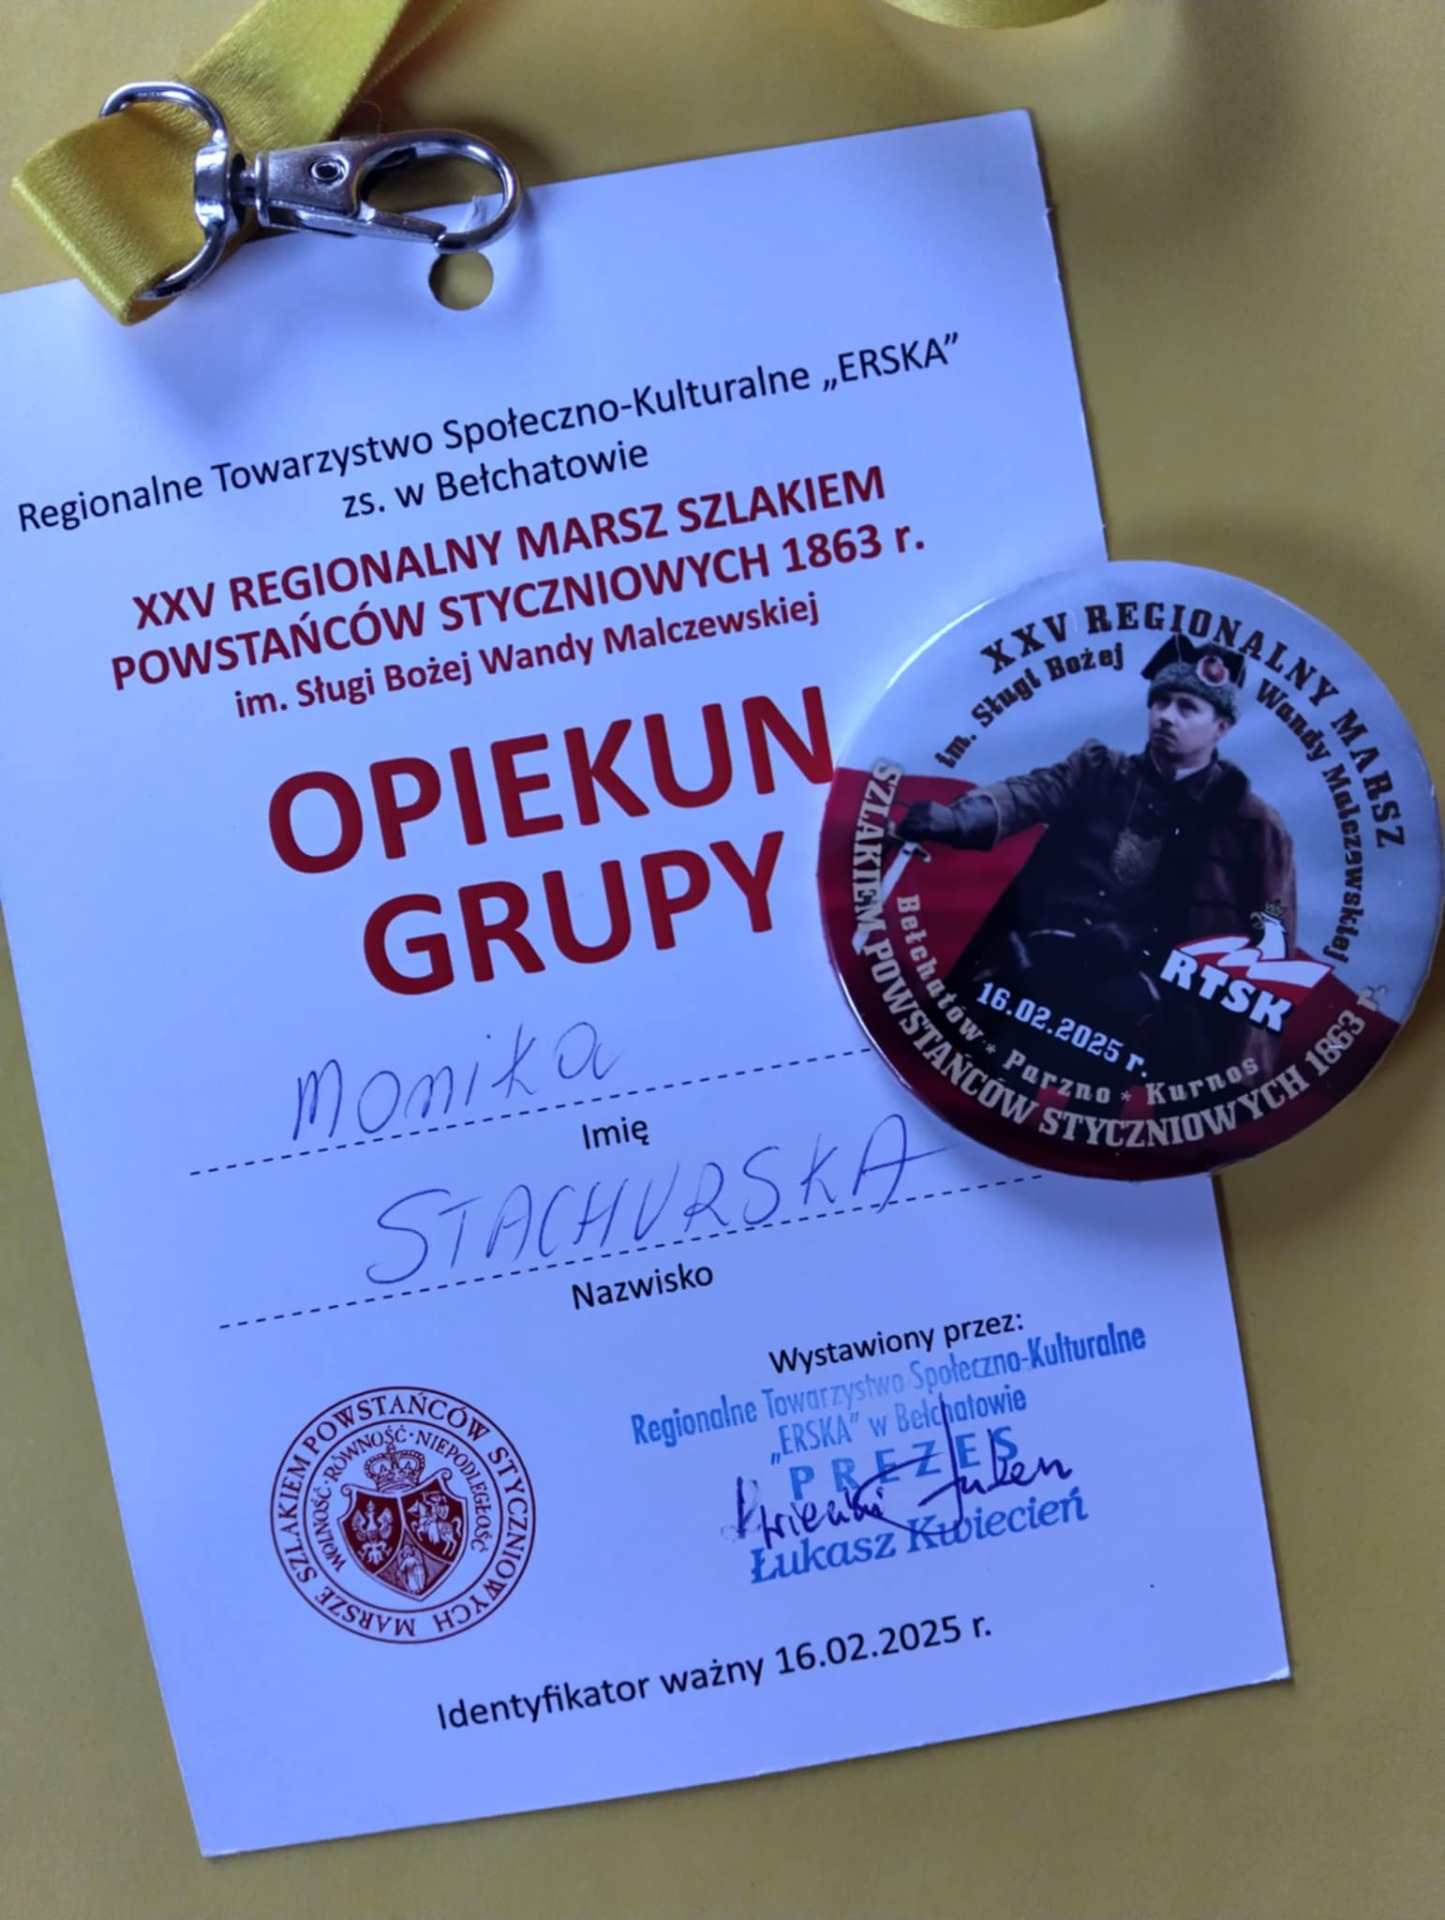 Regionalne Towarzystwo Społeczno-Kulturalne „ERSKA”
zs. w Bełchatowie
XXV REGIONALNY MARSZ SZLAKIEM
POWSTAŃCÓW STYCZNIOWYCH 1863 r.
im. Sługi Bożej Wandy Malczewskiej
OPIEKUN
GRUPY
Monika
Imię
STACHURSKA
Nazwisko
Wystawiony przez:
Regionalne Towarzystwo Społeczno-Kulturalne
„ERSKA” w Bełchatowie
PREZES
Łukasz Kwiecień
MARSZE SZLAKIEM POWSTAŃCÓW STYCZNIOWYCH
WOLNOŚĆ·RÓWNOŚĆ·NIEPODLEGŁOŚĆ
Identyfikator ważny 16.02.2025 r.
XXV REGIONALNY MARSZ
im. Sługi Bożej Wandy Malczewskiej
SZLAKIEM POWSTAŃCÓW STYCZNIOWYCH 1863 r.
Bełchatów * Parzno * Kurnos
16.02.2025 r.
RTSK